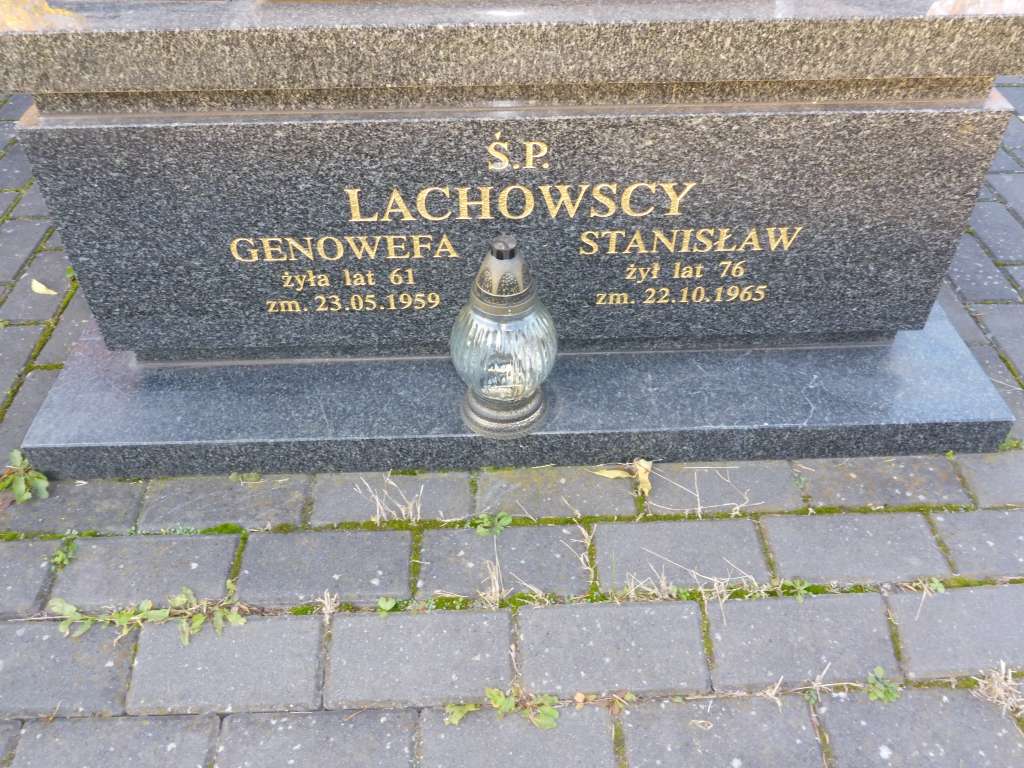 Ś.P.
LACHOWSCY
GENOWEFA
żyła lat 61
zm. 23.05.1959
STANISŁAW
żył lat 76
zm. 22.10.1965